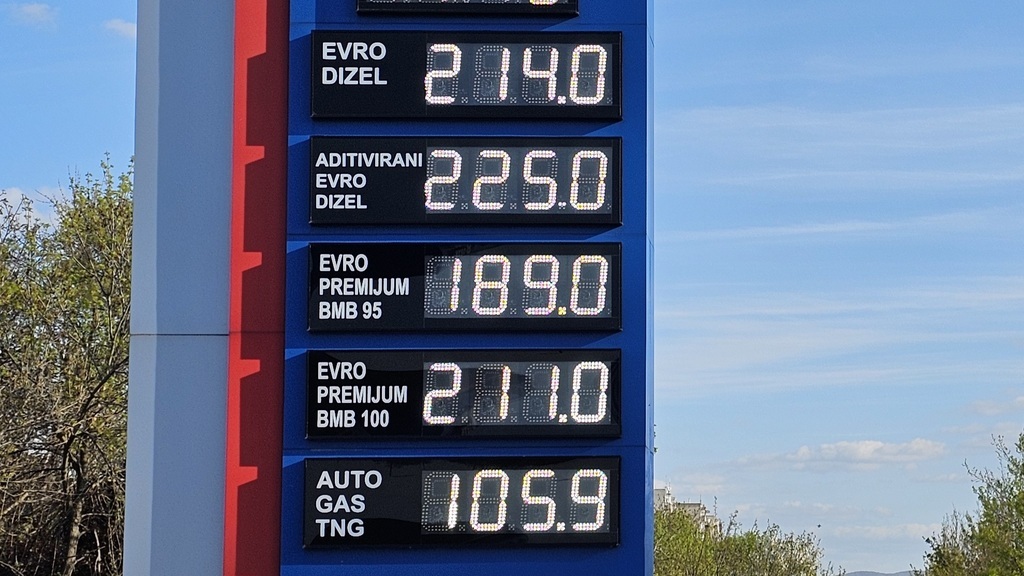 EVRO
DIZEL
214.0
ADITIVIRANI
EVRO
DIZEL
225.0
EVRO
PREMIJUM
BMB 95
189.0
EVRO
PREMIJUM
BMB 100
211.0
AUTO
GAS
TNG
105.9